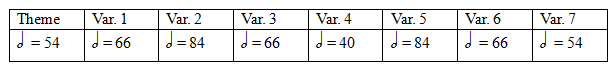 Theme Var. 1 Var. 2 Var. 3 Var. 4 Var. 5 Var. 6 Var. 7
𝅗𝅥 = 54 𝅗𝅥 = 66 𝅗𝅥 = 84 𝅗𝅥 = 66 𝅗𝅥 = 40 𝅗𝅥 = 84 𝅗𝅥 = 66 𝅗𝅥 = 54